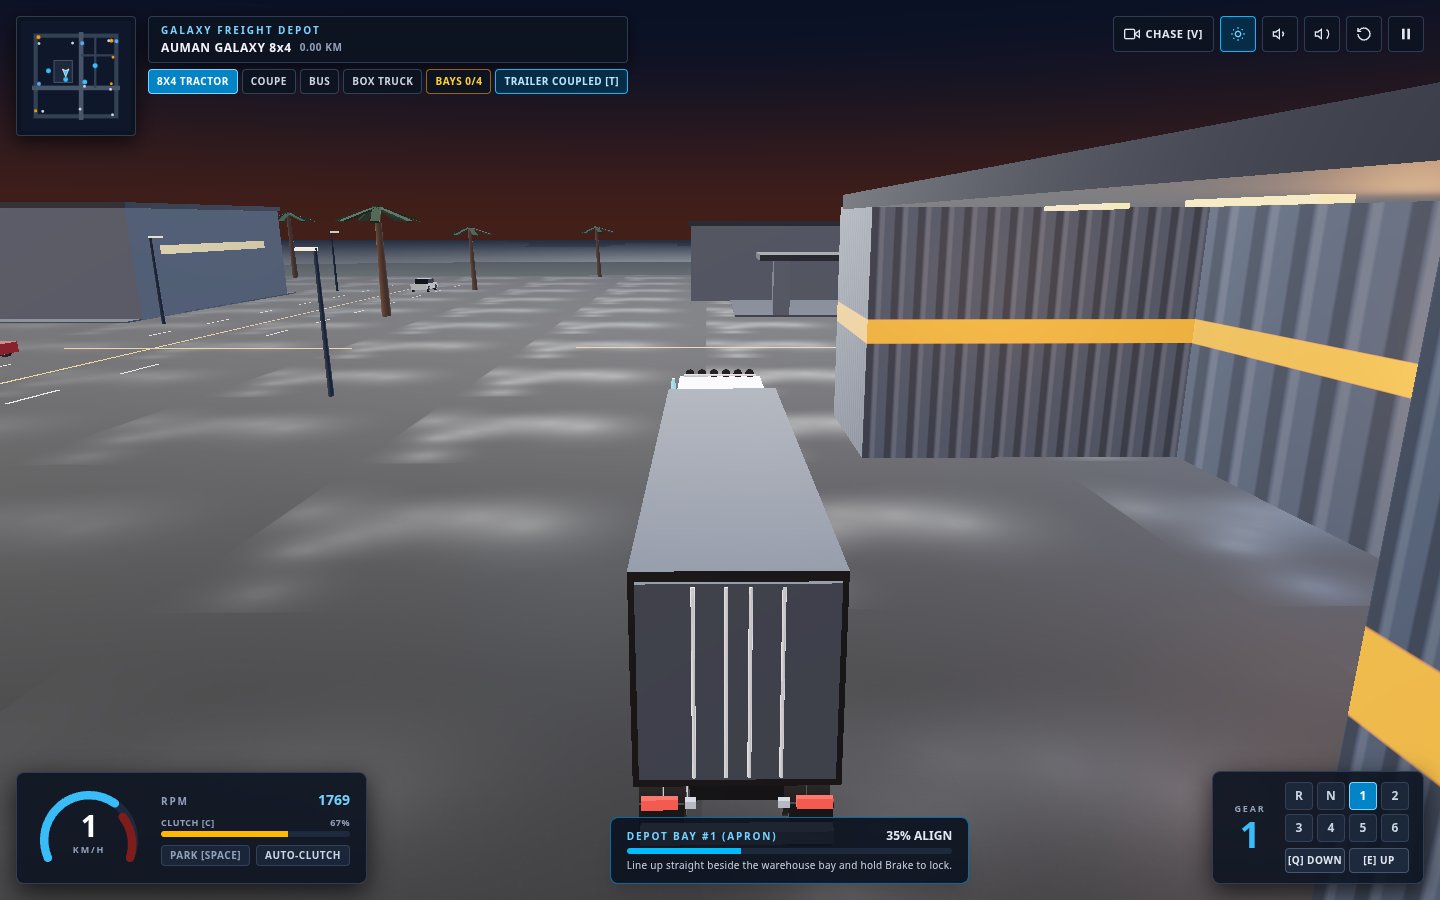 GALAXY FREIGHT DEPOT
AUMAN GALAXY 8x4 0.00 KM
8X4 TRACTOR COUPE BUS BOX TRUCK BAYS 0/4 TRAILER COUPLED [T]
CHASE [V]
RPM 1769
CLUTCH [C] 67%
1
KM/H
PARK [SPACE] AUTO-CLUTCH
DEPOT BAY #1 (APRON) 35% ALIGN
Line up straight beside the warehouse bay and hold Brake to lock.
GEAR
1
R N 1 2
3 4 5 6
[Q] DOWN [E] UP